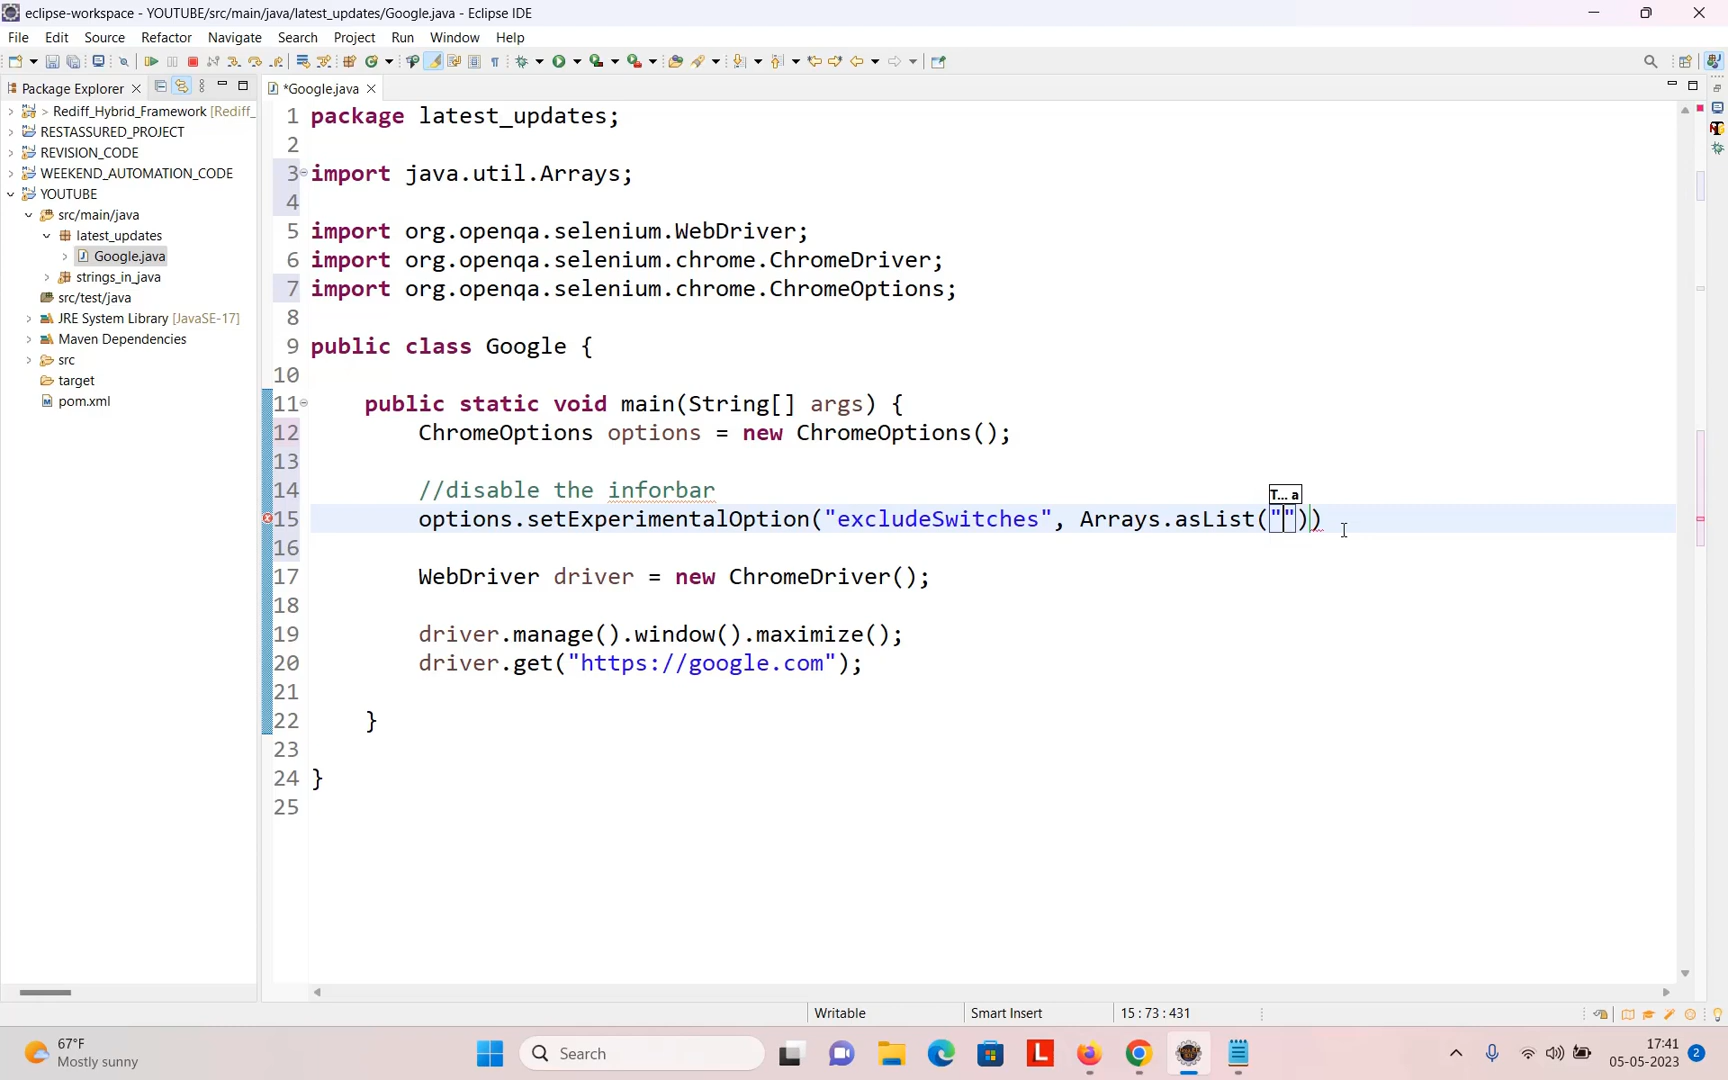 eclipse-workspace - YOUTUBE/src/main/java/latest_updates/Google.java - Eclipse IDE
File Edit Source Refactor Navigate Search Project Run Window Help
Package Explorer
*Google.java
> Rediff_Hybrid_Framework [Rediff_
RESTASSURED_PROJECT
REVISION_CODE
WEEKEND_AUTOMATION_CODE
YOUTUBE
src/main/java
latest_updates
Google.java
strings_in_java
src/test/java
JRE System Library [JavaSE-17]
Maven Dependencies
src
target
pom.xml
1 package latest_updates;
2
3 import java.util.Arrays;
4
5 import org.openqa.selenium.WebDriver;
6 import org.openqa.selenium.chrome.ChromeDriver;
7 import org.openqa.selenium.chrome.ChromeOptions;
8
9 public class Google {
10
11 public static void main(String[] args) {
12 ChromeOptions options = new ChromeOptions();
13
14 //disable the inforbar
T... a
15 options.setExperimentalOption("excludeSwitches", Arrays.asList(""))
16
17 WebDriver driver = new ChromeDriver();
18
19 driver.manage().window().maximize();
20 driver.get("https://google.com");
21
22 }
23
24 }
25
Writable Smart Insert 15 : 73 : 431
67°F
Mostly sunny
Search
L
17:41
05-05-2023
2